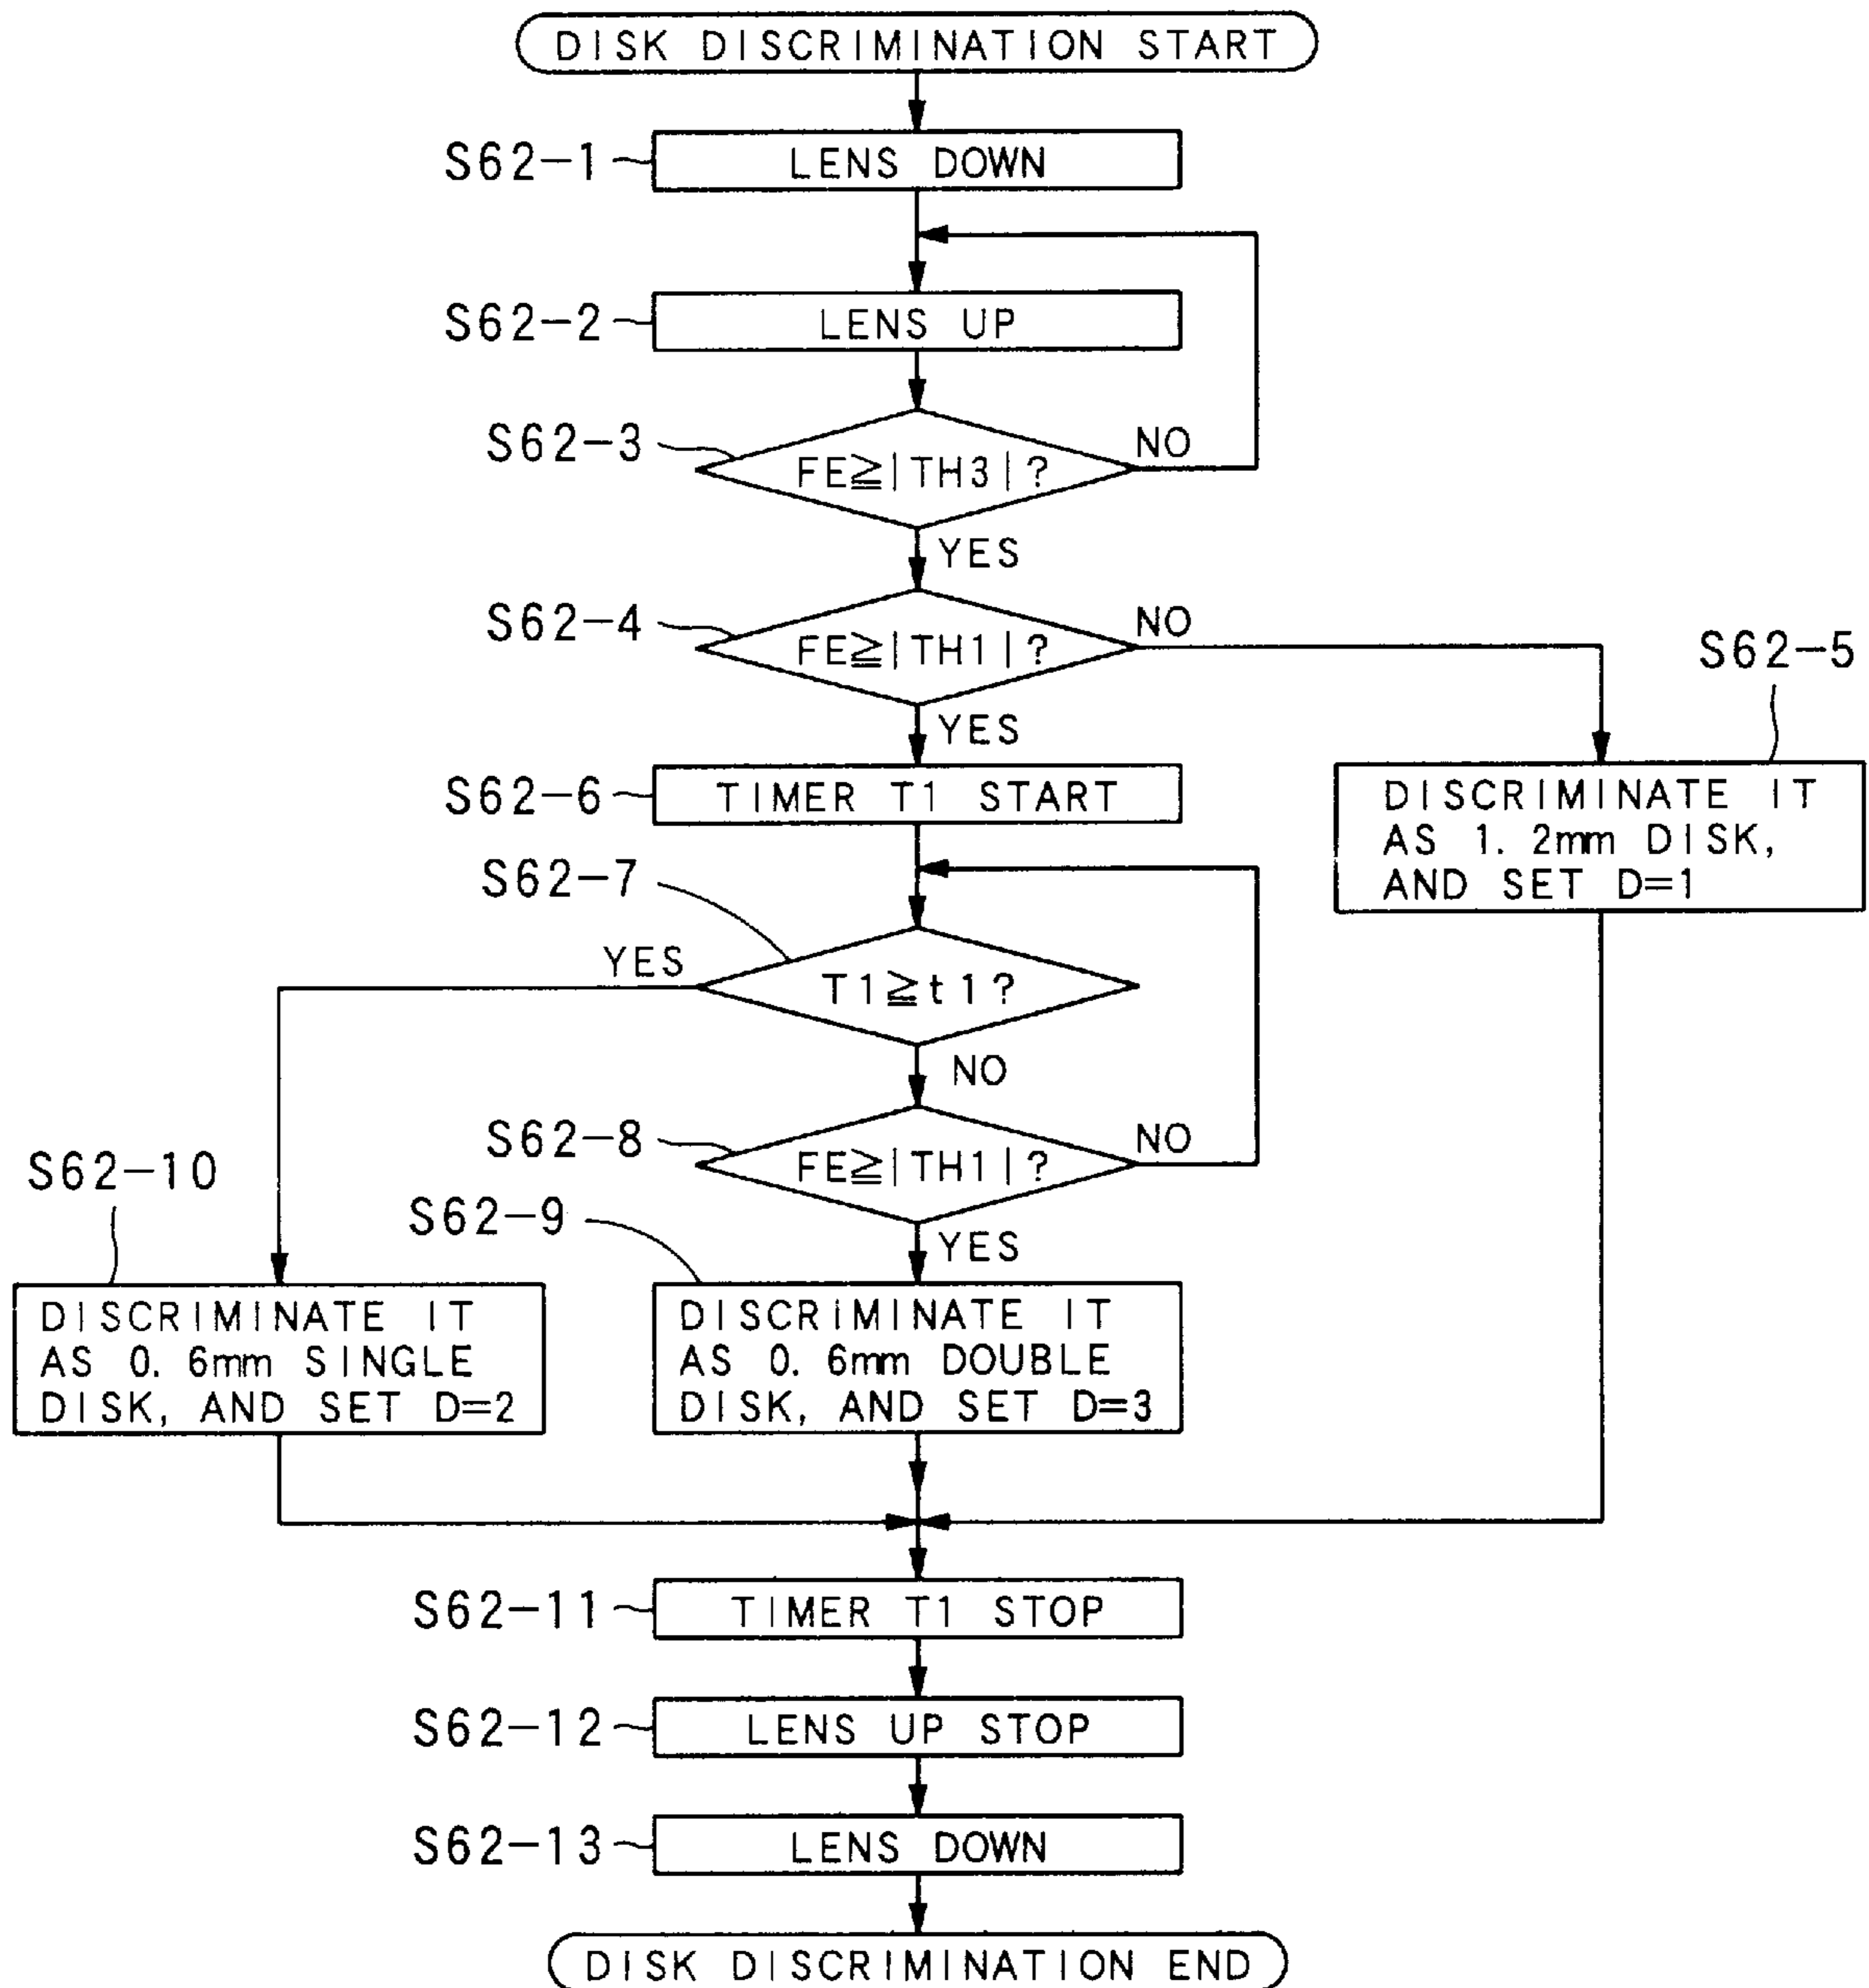 DISK DISCRIMINATION START
S62-1
LENS DOWN
S62-2
LENS UP
S62-3
FE≧|TH3|?
NO
YES
S62-4
FE≧|TH1|?
NO
YES
S62-5
DISCRIMINATE IT
AS 1.2mm DISK,
AND SET D=1
S62-6
TIMER T1 START
S62-7
T1≧t1?
YES
NO
S62-8
FE≧|TH1|?
NO
YES
S62-10
DISCRIMINATE IT
AS 0.6mm SINGLE
DISK, AND SET D=2
S62-9
DISCRIMINATE IT
AS 0.6mm DOUBLE
DISK, AND SET D=3
S62-11
TIMER T1 STOP
S62-12
LENS UP STOP
S62-13
LENS DOWN
DISK DISCRIMINATION END